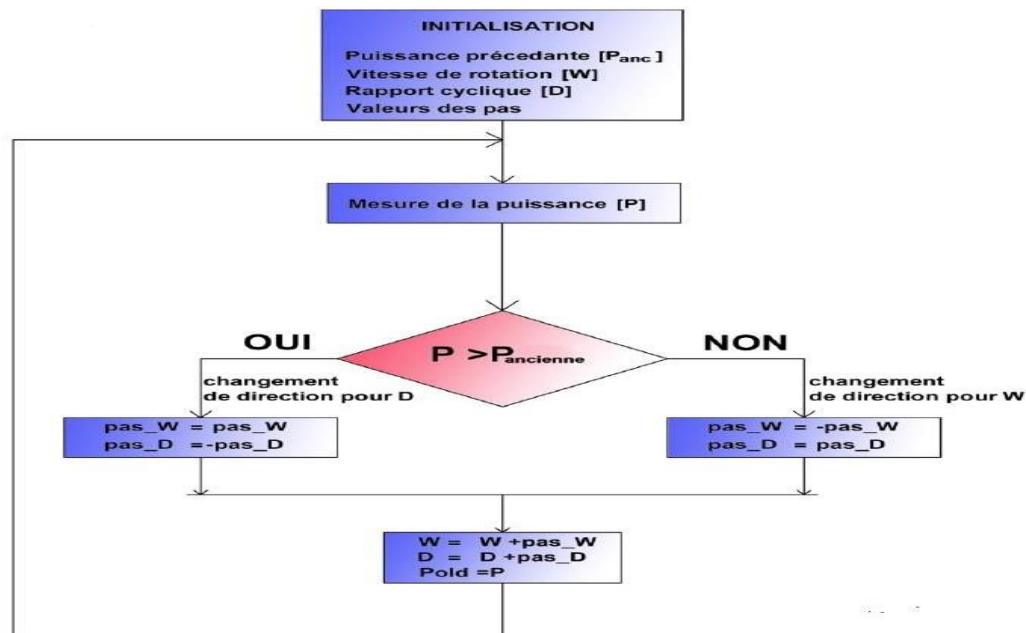 INITIALISATION
Puissance précedante [Panc ]
Vitesse de rotation [W]
Rapport cyclique [D]
Valeurs des pas
Mesure de la puissance [P]
OUI
P >Pancienne
NON
changement
de direction pour D
changement
de direction pour W
pas_W = pas_W
pas_D =-pas_D
pas_W = -pas_W
pas_D = pas_D
W = W +pas_W
D = D +pas_D
Pold =P